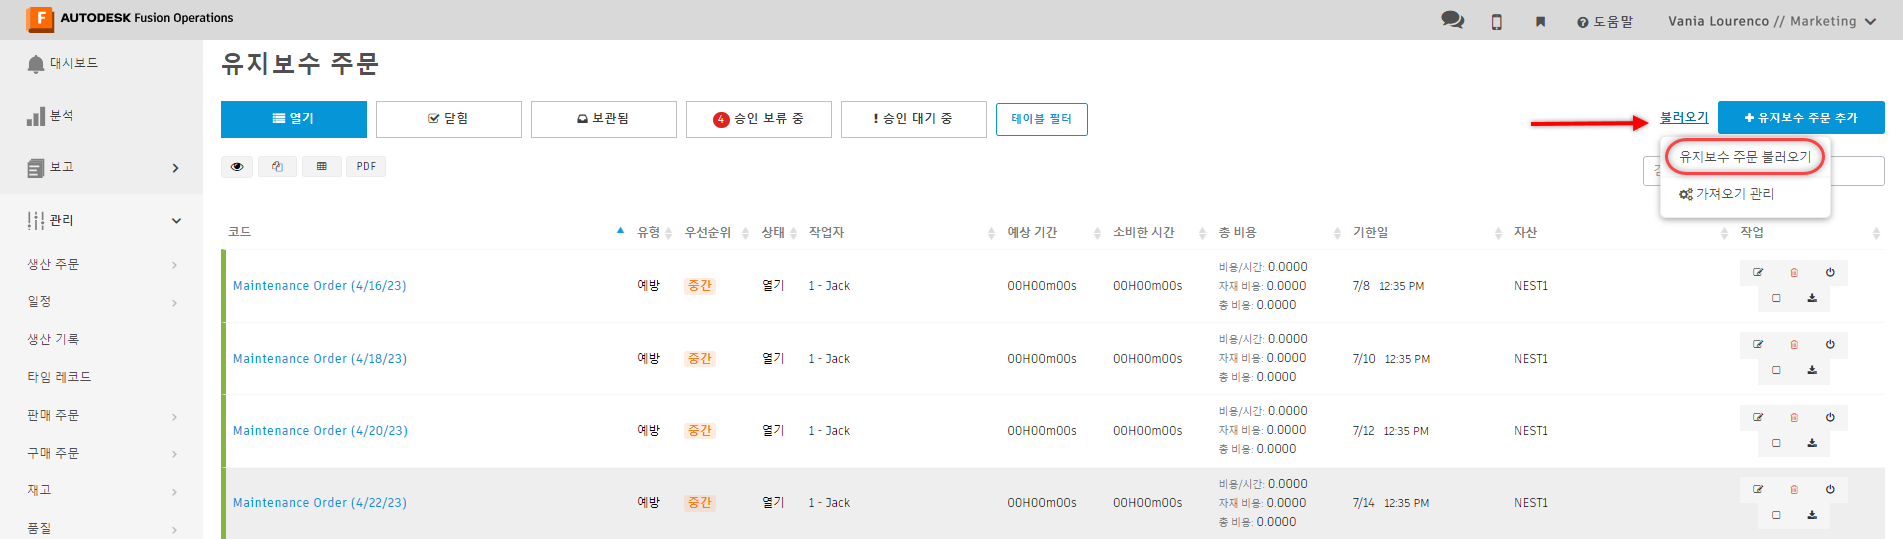 AUTODESK Fusion Operations
도움말
Vania Lourenco // Marketing
대시보드
분석
보고
관리
생산 주문
일정
생산 기록
타임 레코드
판매 주문
구매 주문
재고
품질
유지보수 주문
열기
닫힘
보관됨
4 승인 보류 중
! 승인 대기 중
테이블 필터
불러오기
+ 유지보수 주문 추가
유지보수 주문 불러오기
가져오기 관리
PDF
코드 유형 우선순위 상태 작업자 예상 기간 소비한 시간 총 비용 기한일 자산 작업
비용/시간: 0.0000
Maintenance Order (4/16/23) 예방 중간 열기 1 - Jack 00H00m00s 00H00m00s 자재 비용: 0.0000 7/8 12:35 PM NEST1
총 비용: 0.0000
비용/시간: 0.0000
Maintenance Order (4/18/23) 예방 중간 열기 1 - Jack 00H00m00s 00H00m00s 자재 비용: 0.0000 7/10 12:35 PM NEST1
총 비용: 0.0000
비용/시간: 0.0000
Maintenance Order (4/20/23) 예방 중간 열기 1 - Jack 00H00m00s 00H00m00s 자재 비용: 0.0000 7/12 12:35 PM NEST1
총 비용: 0.0000
비용/시간: 0.0000
Maintenance Order (4/22/23) 예방 중간 열기 1 - Jack 00H00m00s 00H00m00s 자재 비용: 0.0000 7/14 12:35 PM NEST1
총 비용: 0.0000